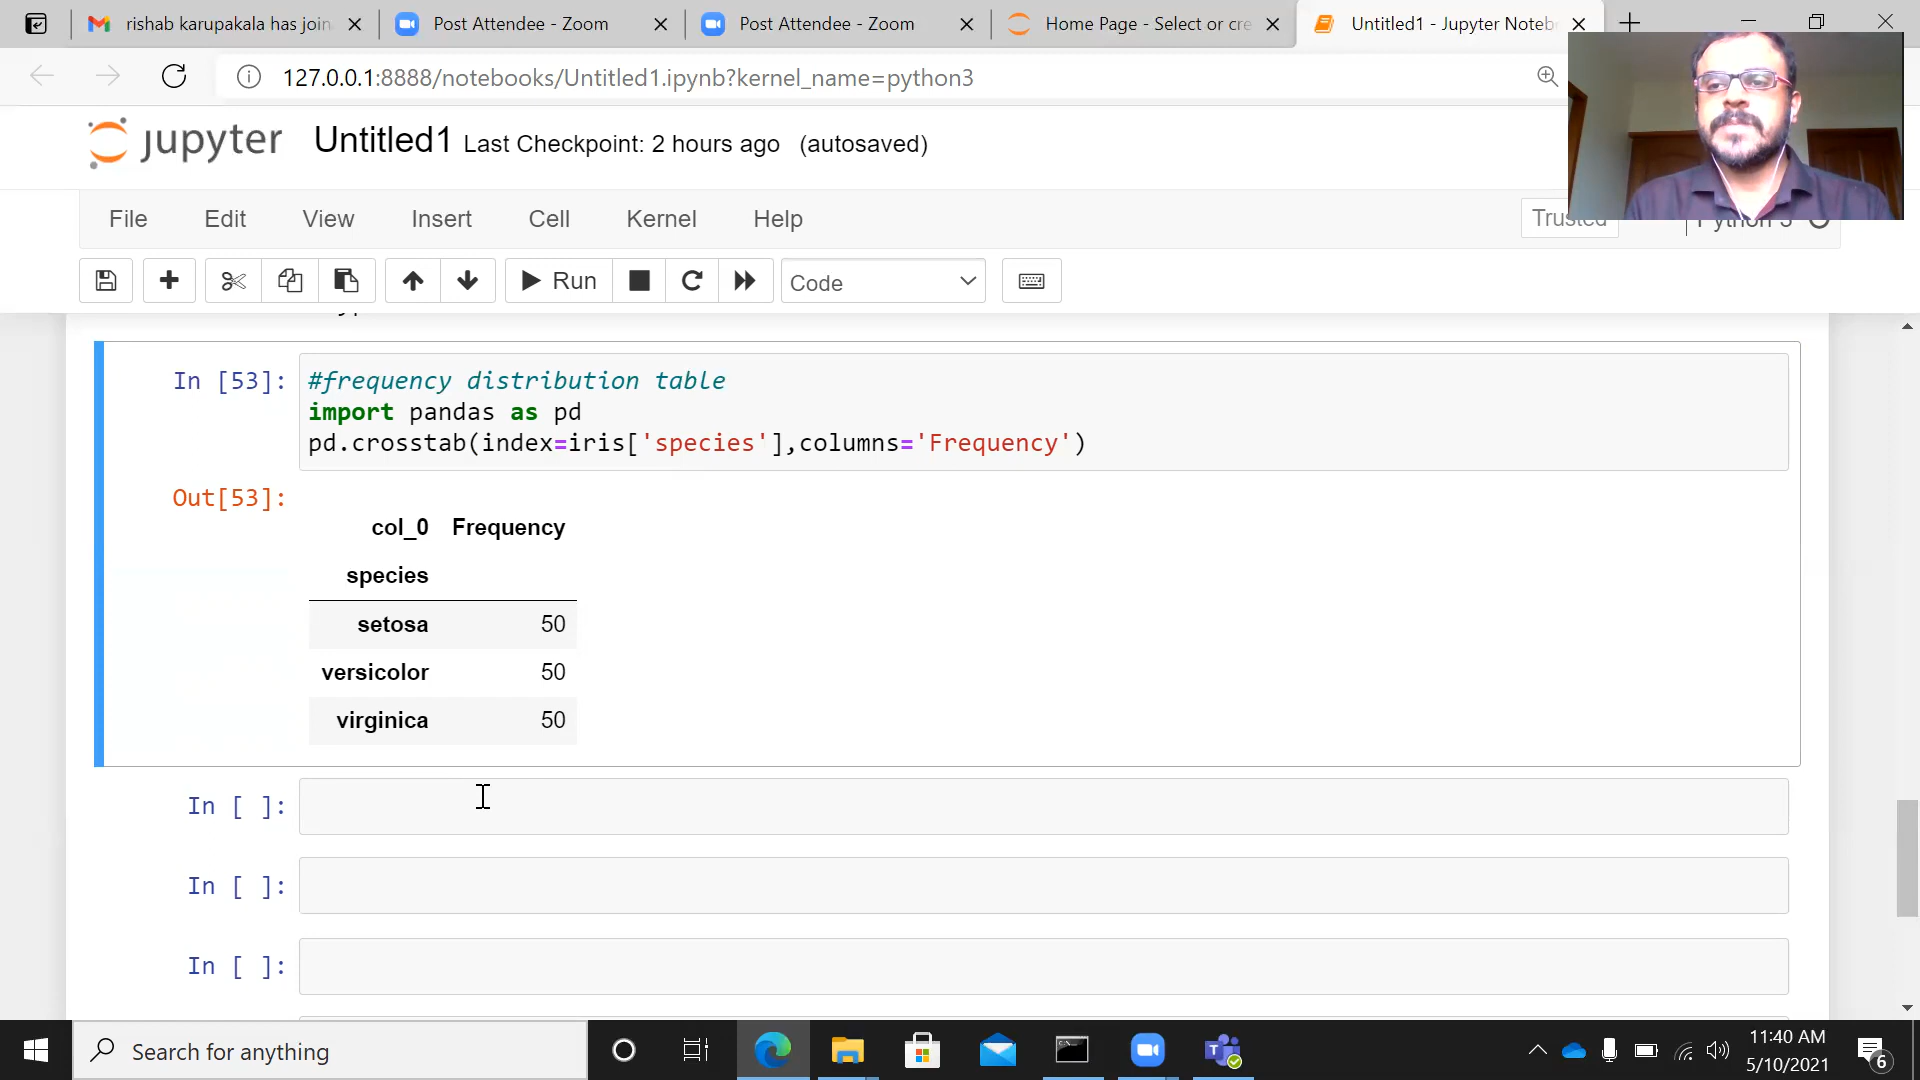 rishab karupakala has join
Post Attendee - Zoom
Post Attendee - Zoom
Home Page - Select or cre
Untitled1 - Jupyter Noteb
127.0.0.1:8888/notebooks/Untitled1.ipynb?kernel_name=python3
jupyter Untitled1 Last Checkpoint: 2 hours ago (autosaved)
File Edit View Insert Cell Kernel Help Trusted Python 3
Run Code
In [53]: #frequency distribution table
import pandas as pd
pd.crosstab(index=iris['species'],columns='Frequency')
Out[53]:
col_0 Frequency
species
setosa 50
versicolor 50
virginica 50
In [ ]:
In [ ]:
In [ ]:
Search for anything
11:40 AM
5/10/2021
6